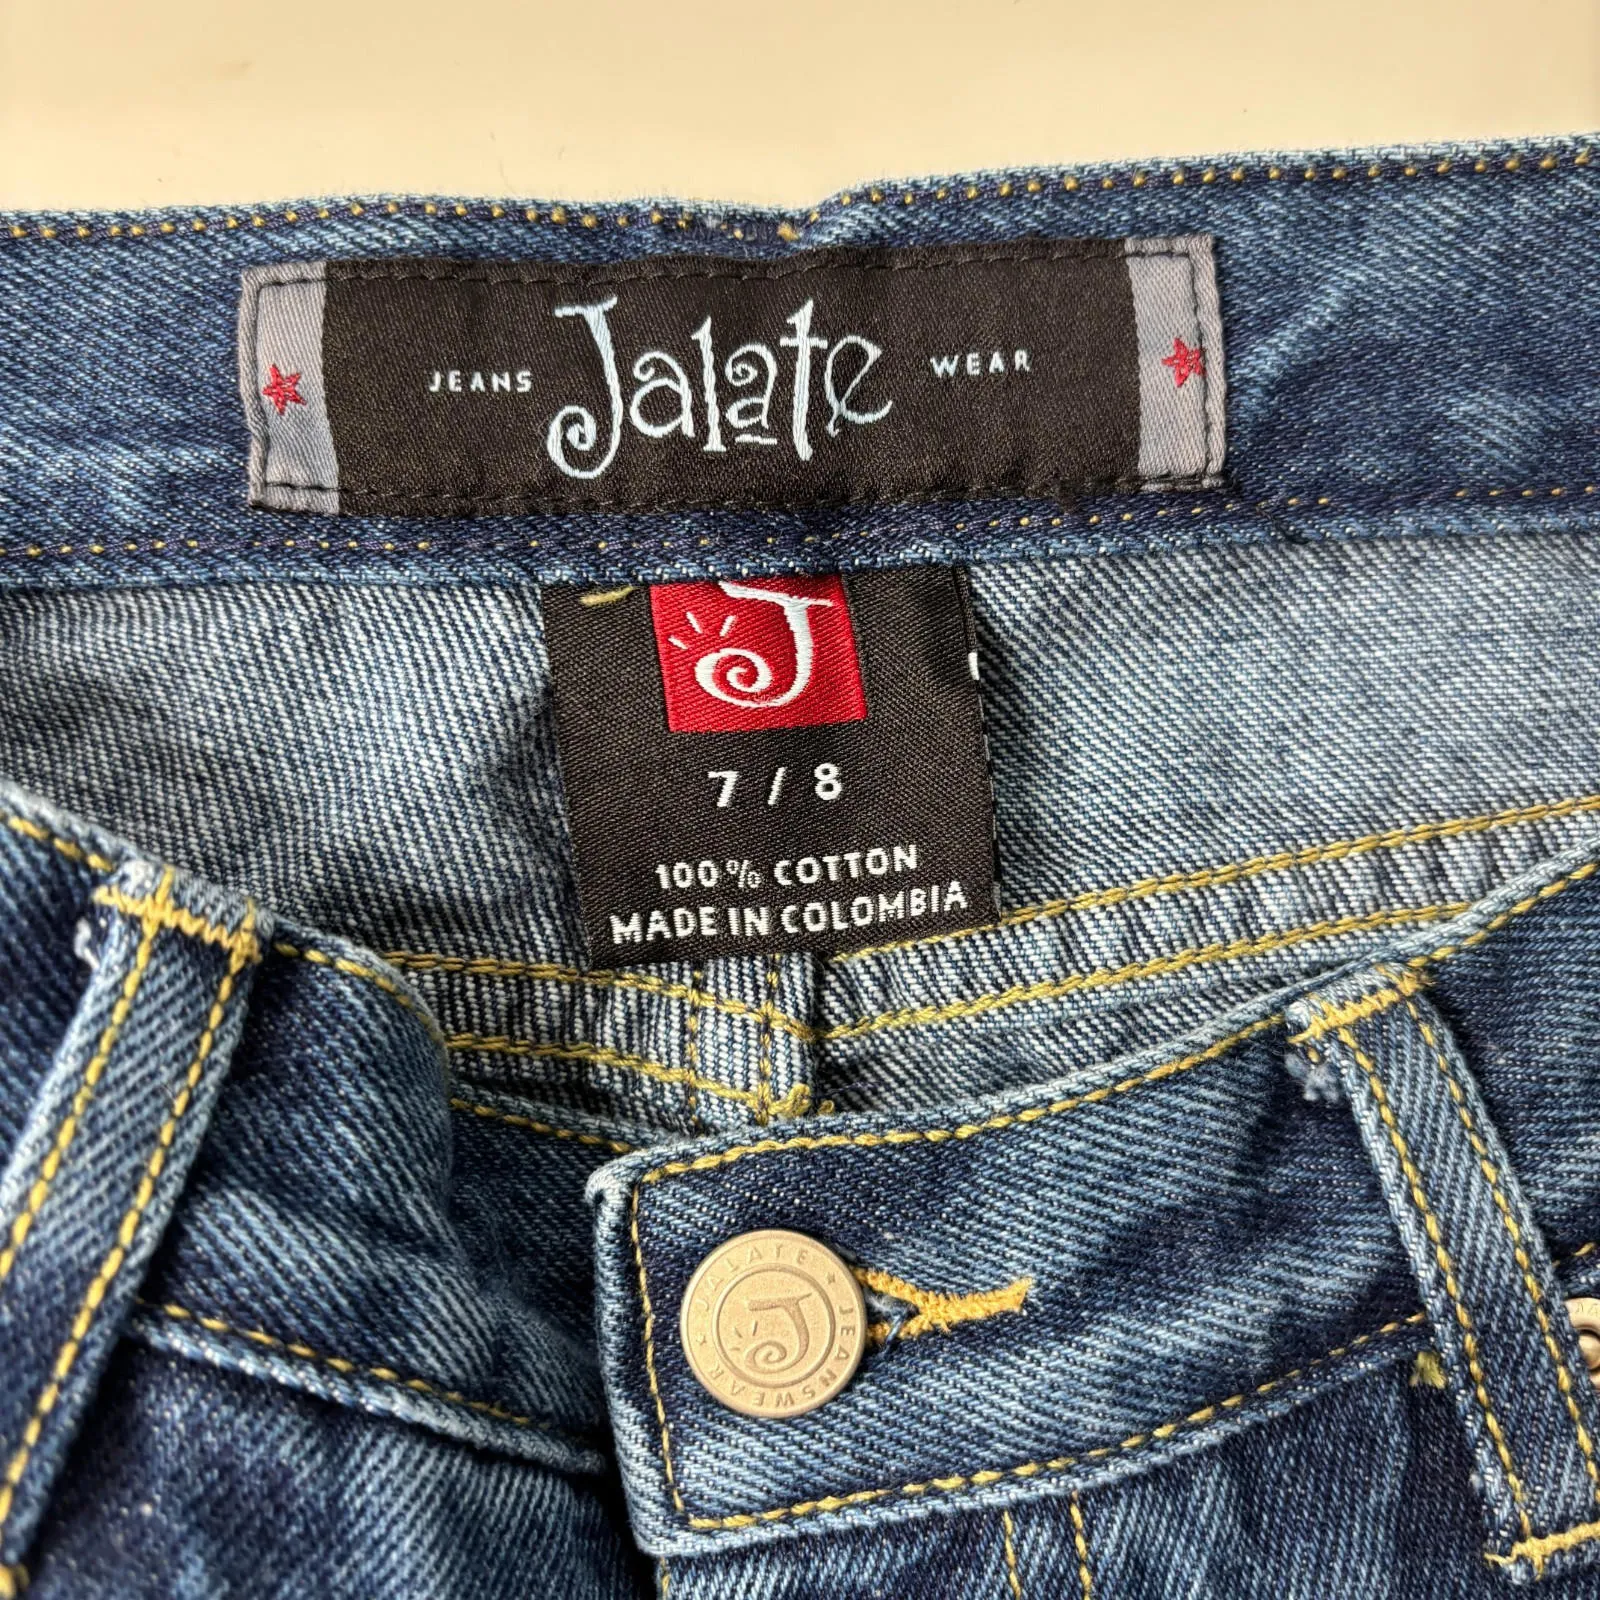 JEANS Jalate WEAR
J
7 / 8
100% COTTON
MADE IN COLOMBIA
JALATE ★ JEANSWEAR ★
J